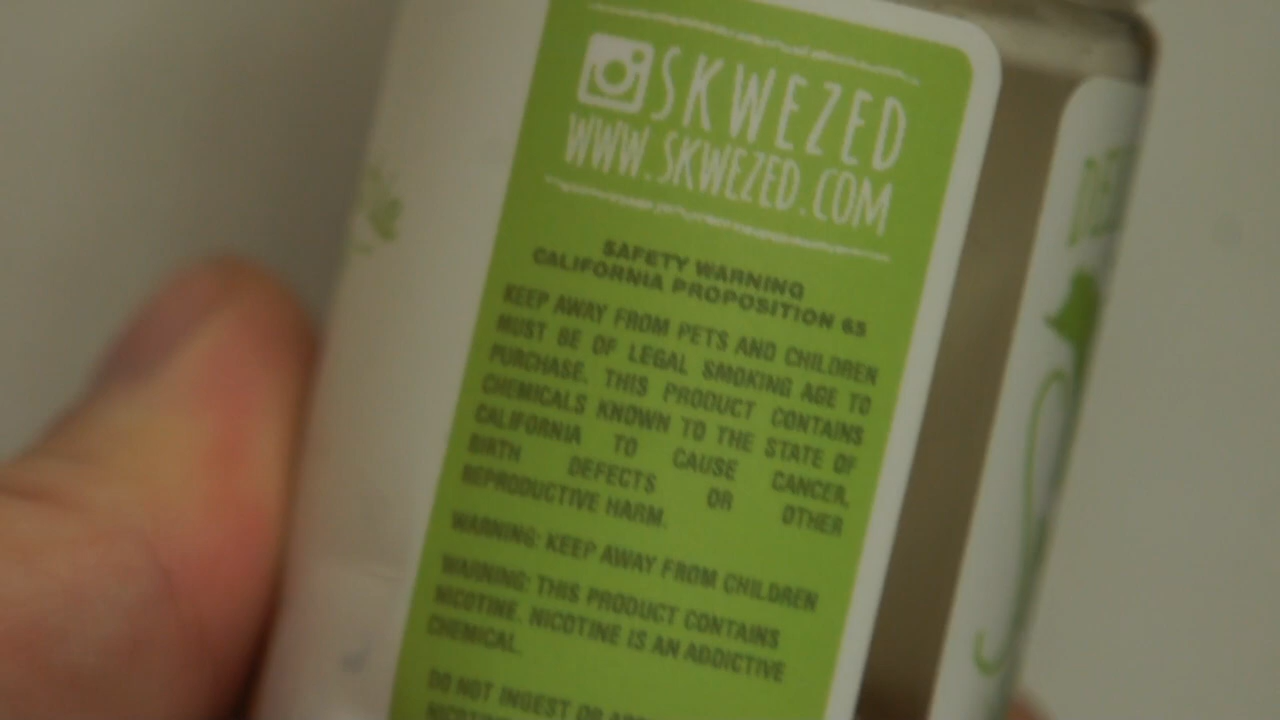 SKWEZED
WWW.SKWEZED.COM
SAFETY WARNING
CALIFORNIA PROPOSITION 65
KEEP AWAY FROM PETS AND CHILDREN
MUST BE OF LEGAL SMOKING AGE TO
PURCHASE. THIS PRODUCT CONTAINS
CHEMICALS KNOWN TO THE STATE OF
CALIFORNIA TO CAUSE CANCER,
BIRTH DEFECTS OR OTHER
REPRODUCTIVE HARM.
WARNING: KEEP AWAY FROM CHILDREN
WARNING: THIS PRODUCT CONTAINS
NICOTINE. NICOTINE IS AN ADDICTIVE
CHEMICAL.
DO NOT INGEST OR